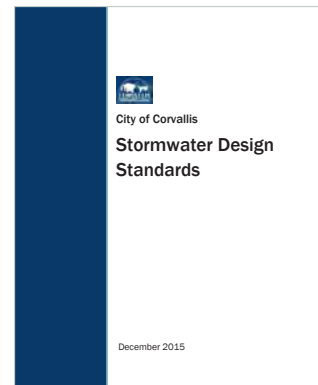 City of Corvallis
Stormwater Design
Standards
December 2015